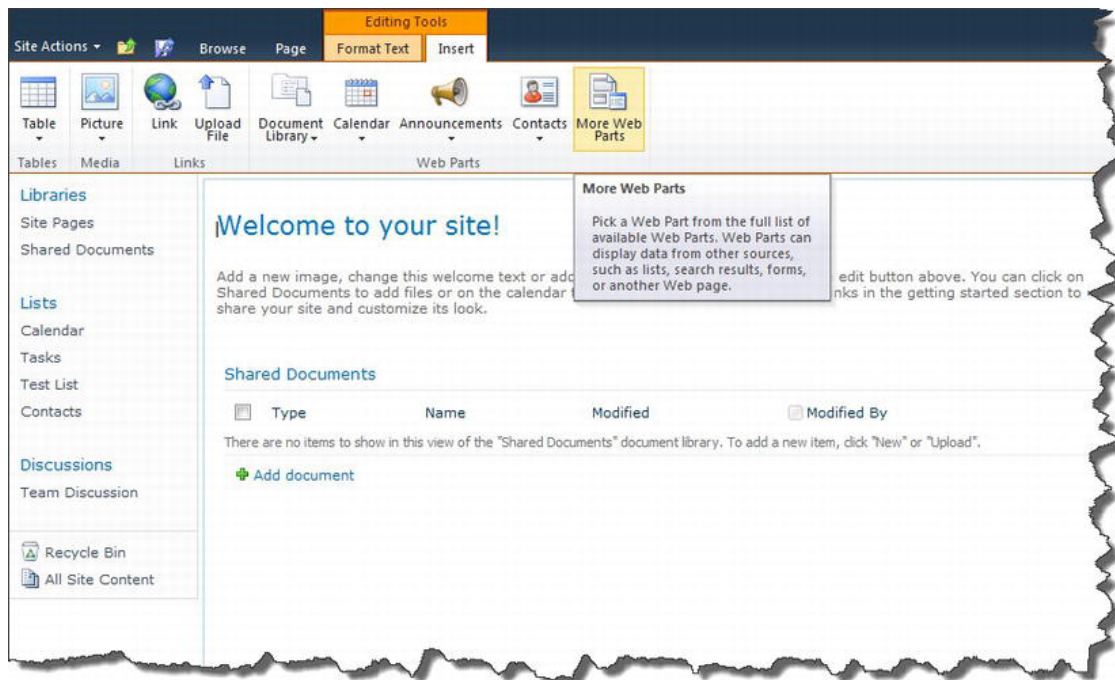 Editing Tools
Site Actions Browse Page Format Text Insert
Table Picture Link Upload File Document Library Calendar Announcements Contacts More Web Parts
Tables Media Links Web Parts
Libraries
Site Pages
Shared Documents
Lists
Calendar
Tasks
Test List
Contacts
Discussions
Team Discussion
Recycle Bin
All Site Content
More Web Parts
Pick a Web Part from the full list of
available Web Parts. Web Parts can
display data from other sources,
such as lists, search results, forms,
or another Web page.
Welcome to your site!
Add a new image, change this welcome text or add edit button above. You can click on
Shared Documents to add files or on the calendar in the getting started section to
share your site and customize its look.
Shared Documents
Type Name Modified Modified By
There are no items to show in this view of the "Shared Documents" document library. To add a new item, click "New" or "Upload".
Add document